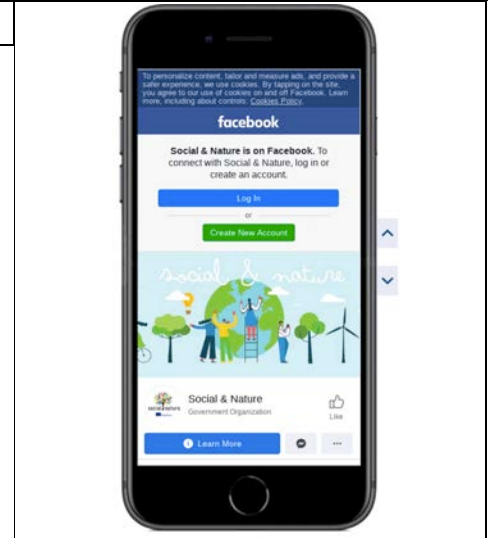 To personalize content, tailor and measure ads, and provide a
safer experience, we use cookies. By tapping on the site,
you agree to our use of cookies on and off Facebook. Learn
more, including about controls: Cookies Policy.
facebook
Social & Nature is on Facebook. To
connect with Social & Nature, log in or
create an account.
Log In
or
Create New Account
social & nature
?
Social & Nature
Government Organization
Like
Learn More